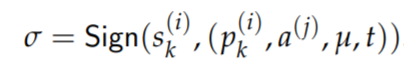 σ = Sign(s_k^{(i)}, (p_k^{(i)}, a^{(j)}, μ, t))